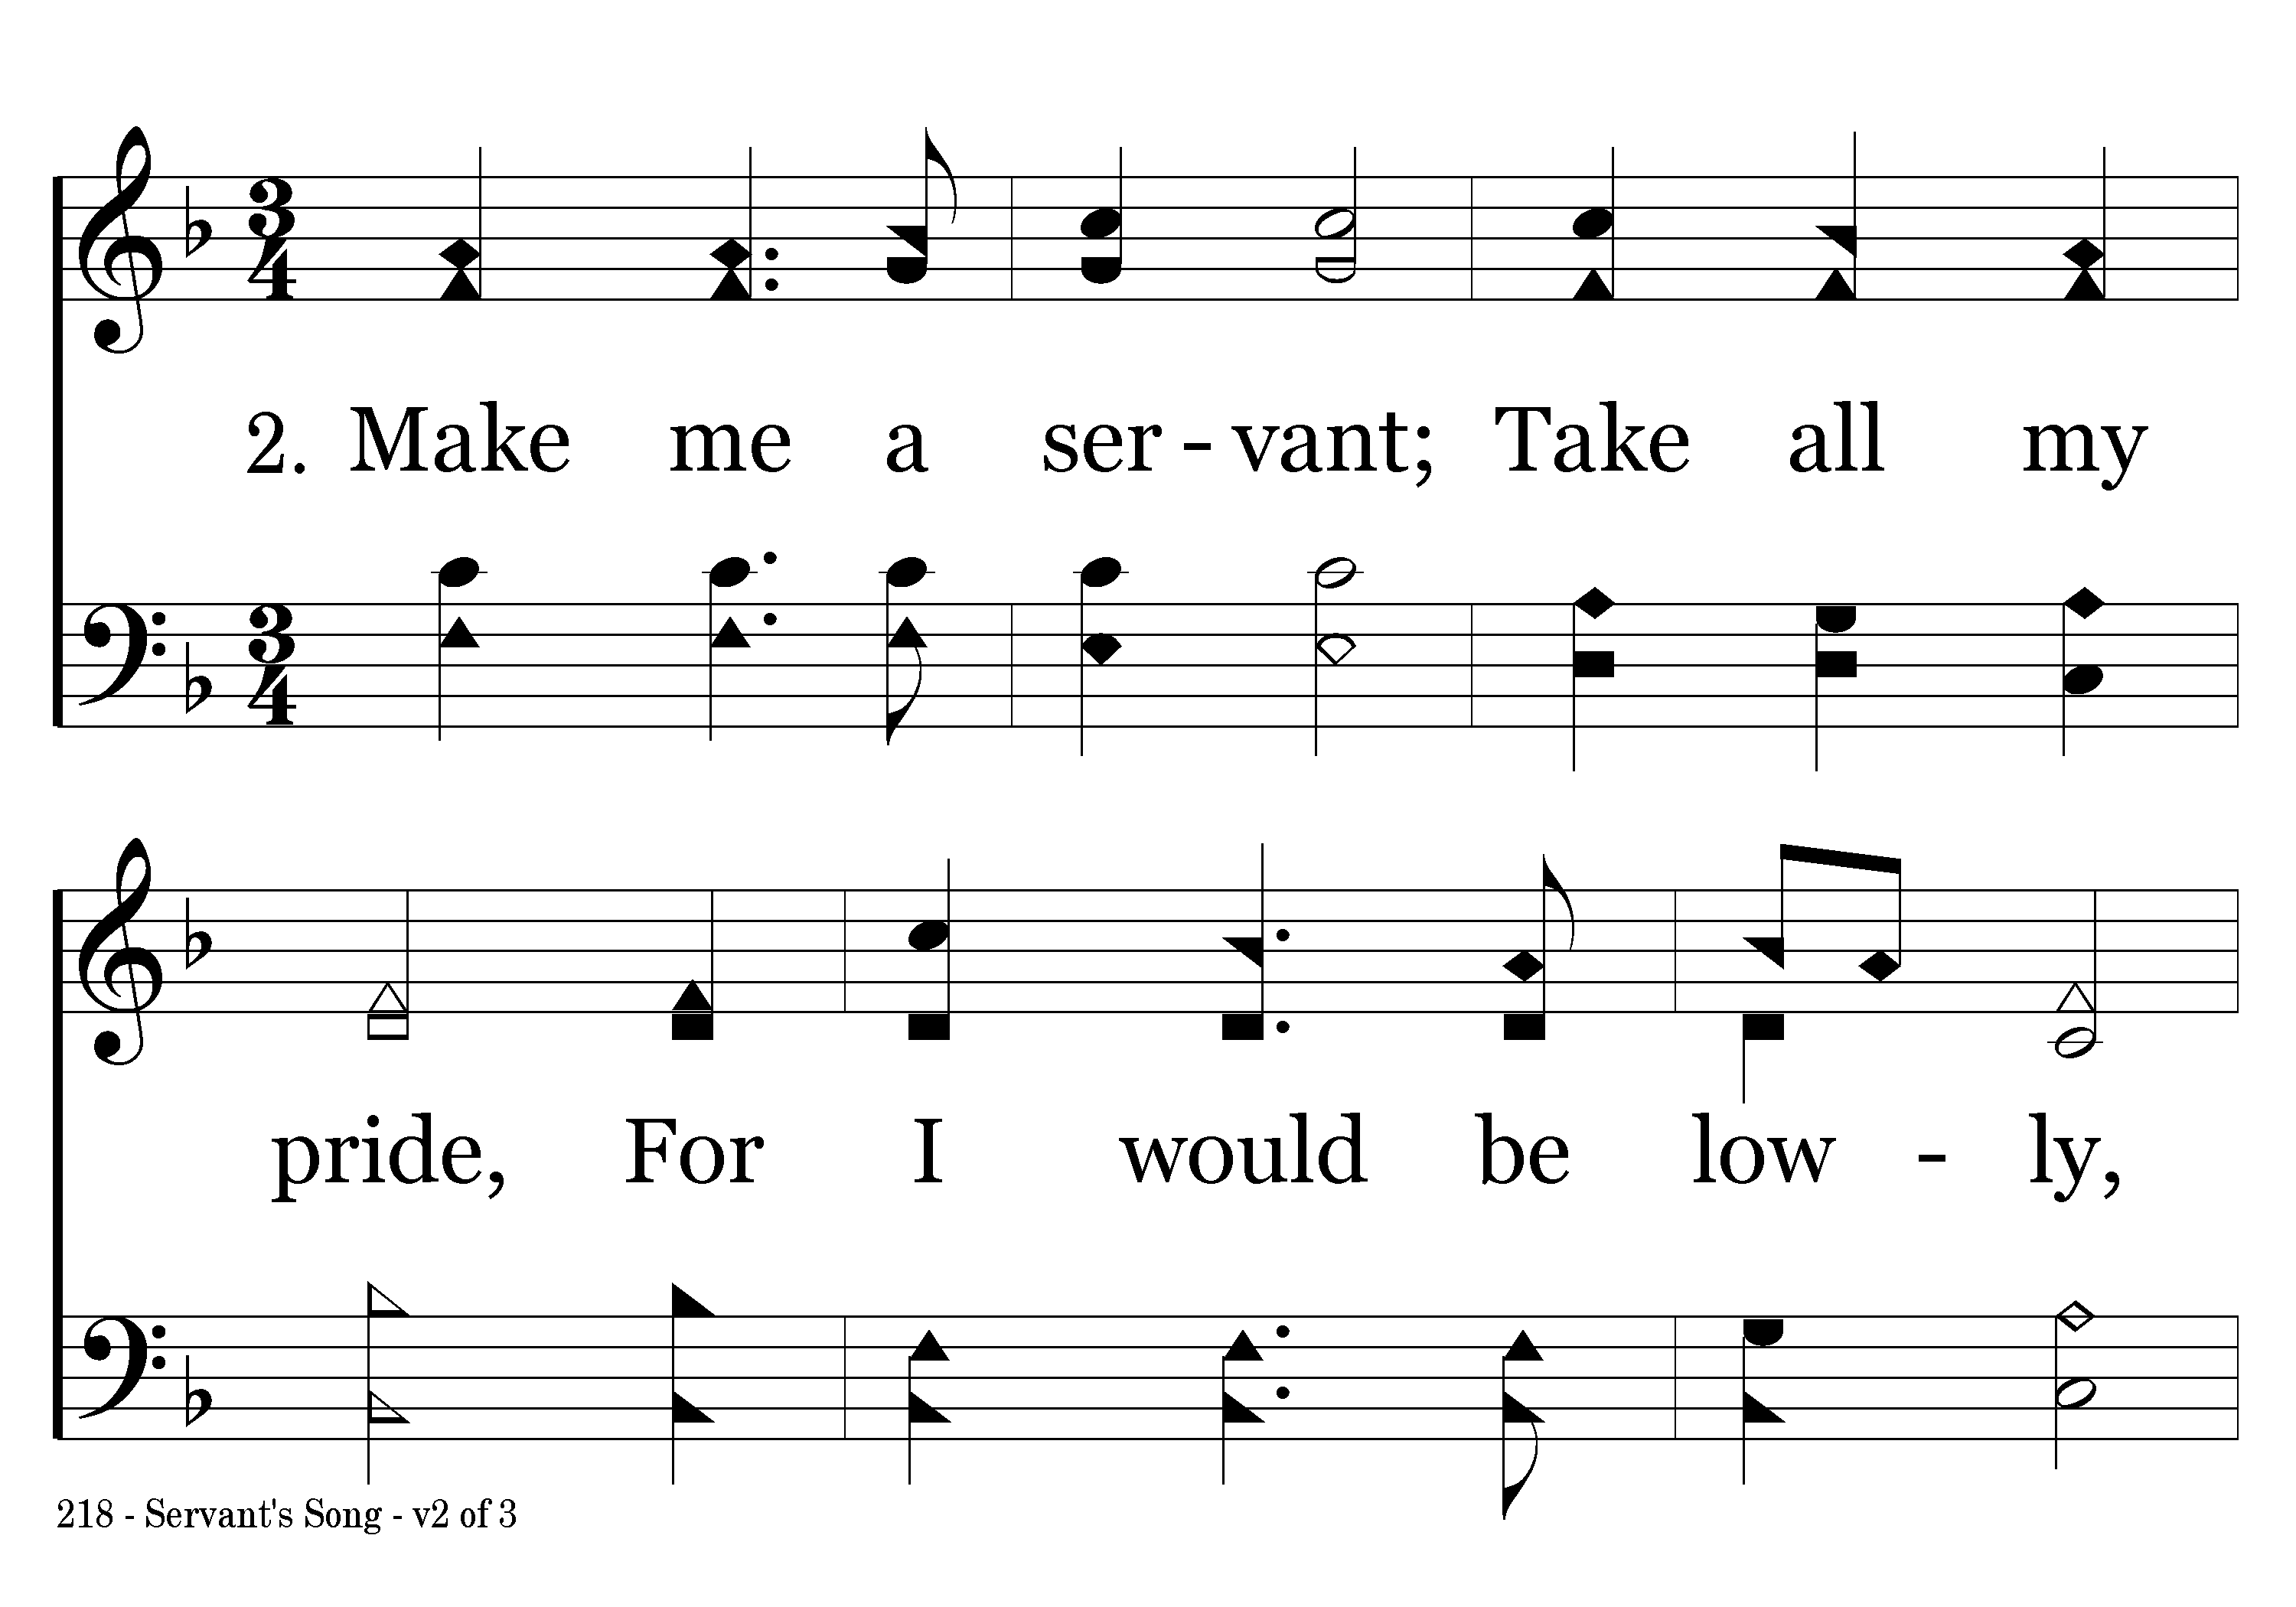 2. Make me a ser - vant; Take all my
pride, For I would be low - ly,
218 - Servant's Song - v2 of 3